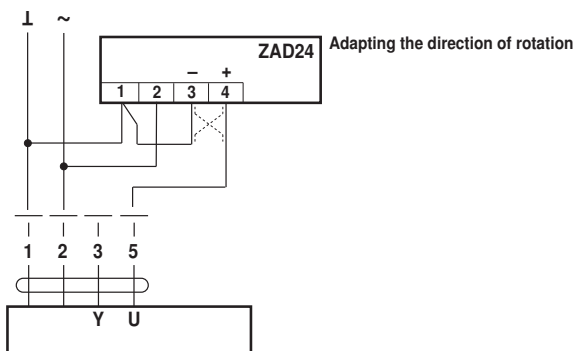 ⊥ ~
ZAD24
Adapting the direction of rotation
– +
1 2 3 4
1 2 3 5
Y U